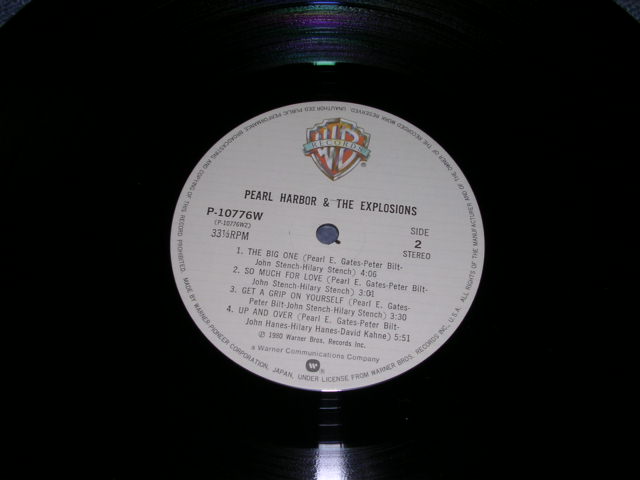 WB
RECORDS
PEARL HARBOR & THE EXPLOSIONS
P-10776W
(P-10776W2)
33⅓RPM
SIDE
2
STEREO
1. THE BIG ONE (Pearl E. Gates-Peter Bilt-
John Stench-Hilary Stench) 4:06
2. SO MUCH FOR LOVE (Pearl E. Gates-Peter Bilt-
John Stench-Hilary Stench) 3:01
3. GET A GRIP ON YOURSELF (Pearl E. Gates-
Peter Bilt-John Stench-Hilary Stench) 3:30
4. UP AND OVER (Pearl E. Gates-Peter Bilt-
John Hanes-Hilary Hanes-David Kahne) 5:51
Ⓟ 1980 Warner Bros. Records Inc.
a Warner Communications Company
W®
MADE BY WARNER-PIONEER CORPORATION, JAPAN, UNDER LICENSE FROM WARNER BROS. RECORDS INC., U.S.A. ALL RIGHTS OF THE MANUFACTURER AND OF THE OWNER OF THE RECORDED WORK RESERVED. UNAUTHORIZED PUBLIC PERFORMANCE BROADCASTING AND COPYING OF THIS RECORD PROHIBITED.